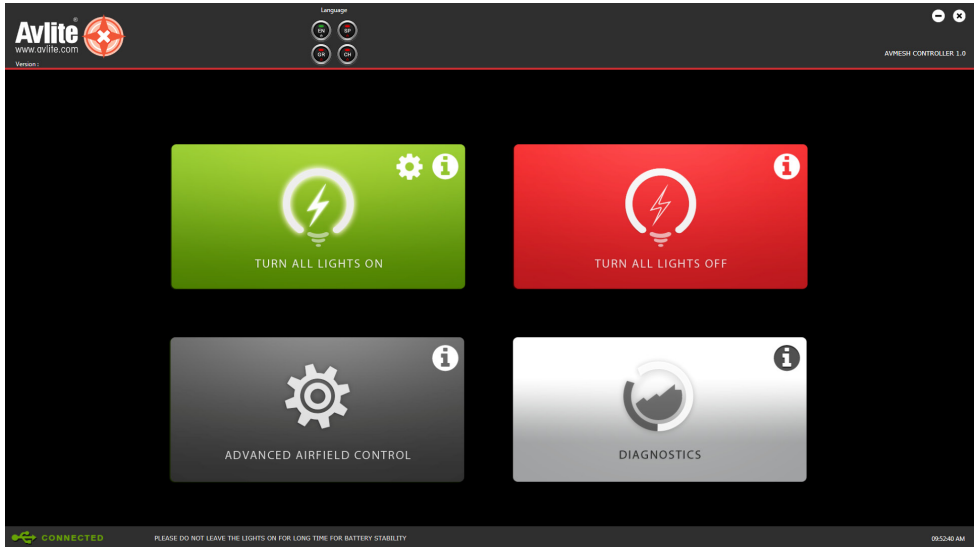 Avlite®
www.avlite.com
Version :
Language
EN
SP
GR
CH
AVMESH CONTROLLER 1.0
TURN ALL LIGHTS ON
TURN ALL LIGHTS OFF
ADVANCED AIRFIELD CONTROL
DIAGNOSTICS
CONNECTED
PLEASE DO NOT LEAVE THE LIGHTS ON FOR LONG TIME FOR BATTERY STABILITY
09:52:40 AM